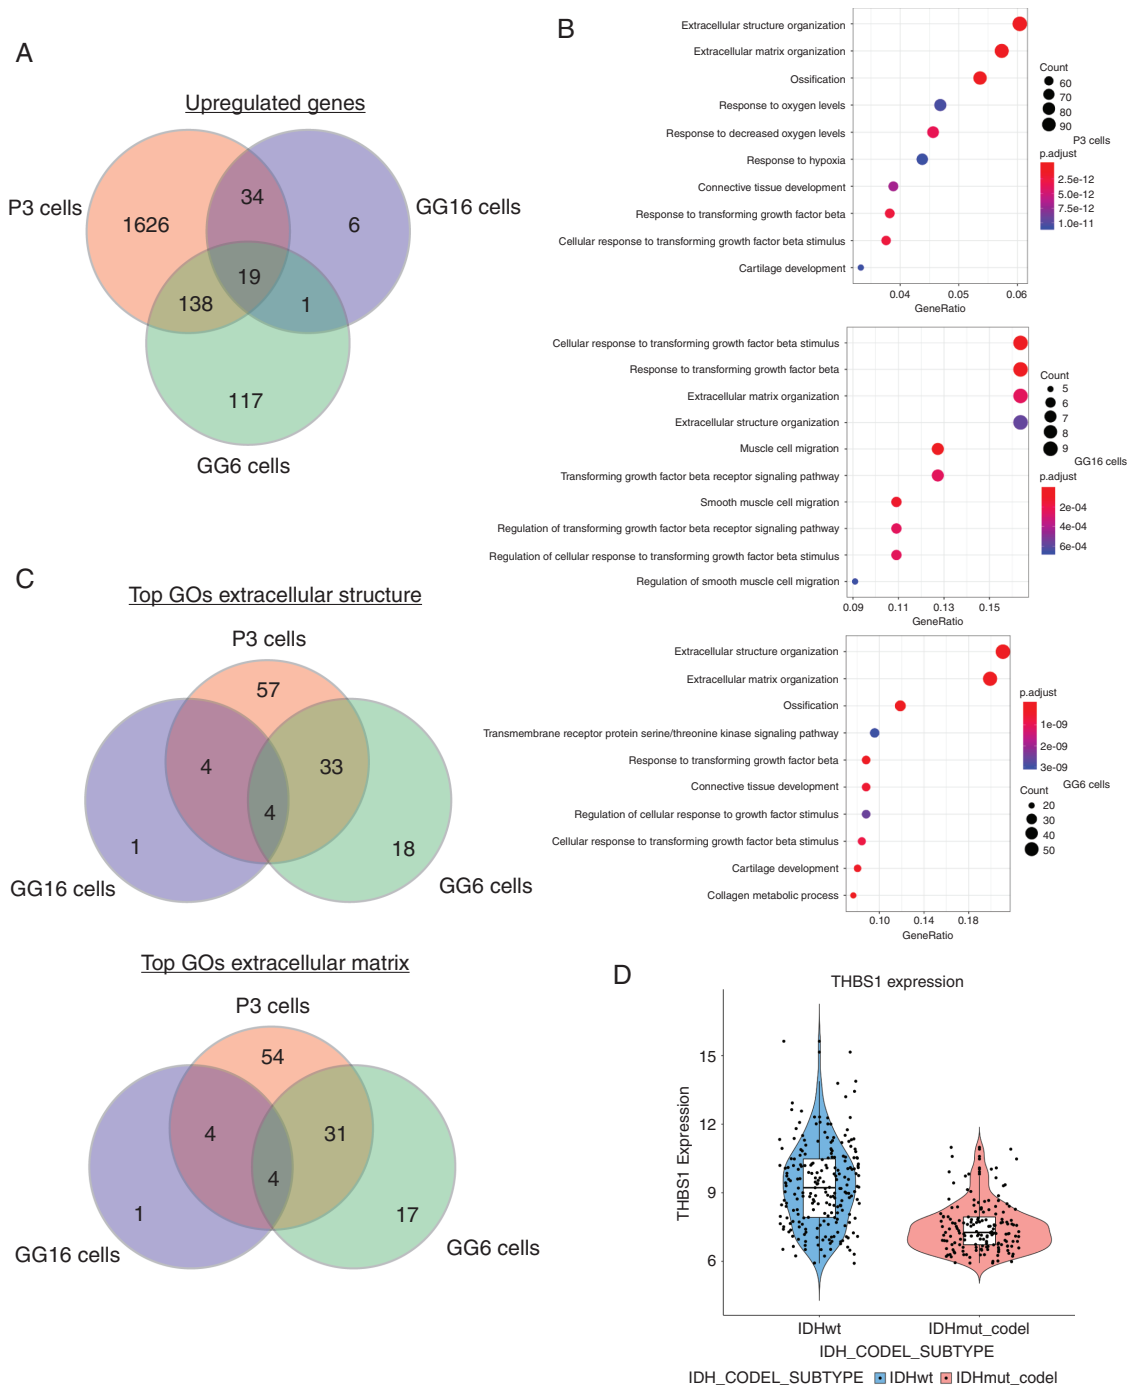 A
Upregulated genes
P3 cells
1626
34
6
GG16 cells
19
138
1
117
GG6 cells
B
Extracellular structure organization
Extracellular matrix organization
Ossification
Response to oxygen levels
Response to decreased oxygen levels
Response to hypoxia
Connective tissue development
Response to transforming growth factor beta
Cellular response to transforming growth factor beta stimulus
Cartilage development
0.04 0.05 0.06
GeneRatio
Count
60
70
80
90
P3 cells
p.adjust
2.5e-12
5.0e-12
7.5e-12
1.0e-11
Cellular response to transforming growth factor beta stimulus
Response to transforming growth factor beta
Extracellular matrix organization
Extracellular structure organization
Muscle cell migration
Transforming growth factor beta receptor signaling pathway
Smooth muscle cell migration
Regulation of transforming growth factor beta receptor signaling pathway
Regulation of cellular response to transforming growth factor beta stimulus
Regulation of smooth muscle cell migration
0.09 0.11 0.13 0.15
GeneRatio
Count
5
6
7
8
9
GG16 cells
p.adjust
2e-04
4e-04
6e-04
Extracellular structure organization
Extracellular matrix organization
Ossification
Transmembrane receptor protein serine/threonine kinase signaling pathway
Response to transforming growth factor beta
Connective tissue development
Regulation of cellular response to growth factor stimulus
Cellular response to transforming growth factor beta stimulus
Cartilage development
Collagen metabolic process
0.10 0.14 0.18
GeneRatio
p.adjust
1e-09
2e-09
3e-09
GG6 cells
Count
20
30
40
50
C
Top GOs extracellular structure
P3 cells
57
4
33
4
1
18
GG16 cells
GG6 cells
Top GOs extracellular matrix
P3 cells
54
4
31
4
1
17
GG16 cells
GG6 cells
D
THBS1 expression
THBS1 Expression
15
12
9
6
IDHwt IDHmut_codel
IDH_CODEL_SUBTYPE
IDH_CODEL_SUBTYPE IDHwt IDHmut_codel